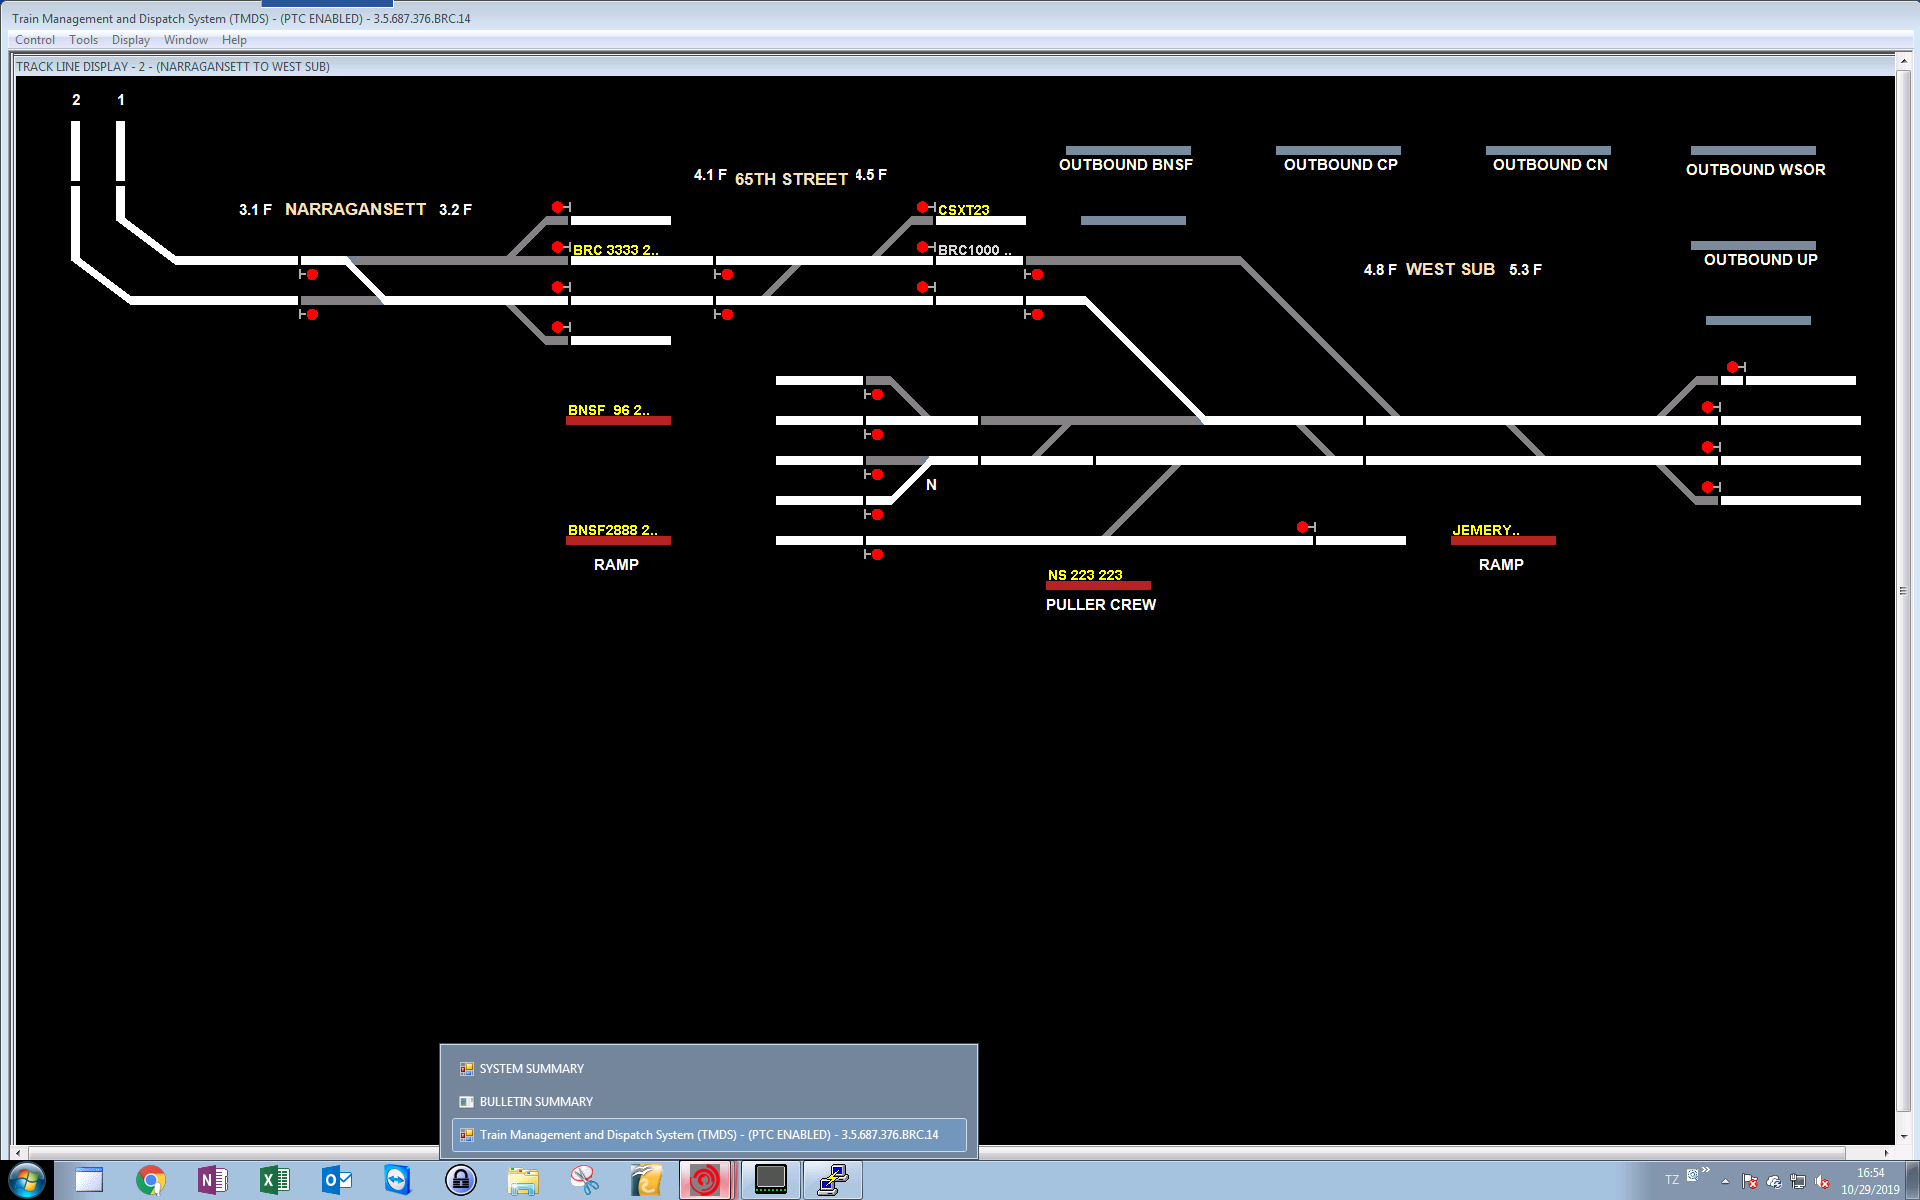 Train Management and Dispatch System (TMDS) - (PTC ENABLED) - 3.5.687.376.BRC.14
Control Tools Display Window Help
TRACK LINE DISPLAY - 2 - (NARRAGANSETT TO WEST SUB)
2 1
OUTBOUND BNSF OUTBOUND CP OUTBOUND CN OUTBOUND WSOR
4.1 F 65TH STREET 4.5 F
3.1 F NARRAGANSETT 3.2 F
CSXT23
BRC 3333 2.. BRC1000 ..
4.8 F WEST SUB 5.3 F
OUTBOUND UP
BNSF 96 2..
N
BNSF2888 2..
RAMP
JEMERY..
RAMP
NS 223 223
PULLER CREW
SYSTEM SUMMARY
BULLETIN SUMMARY
Train Management and Dispatch System (TMDS) - (PTC ENABLED) - 3.5.687.376.BRC.14
TZ
16:54
10/29/2019